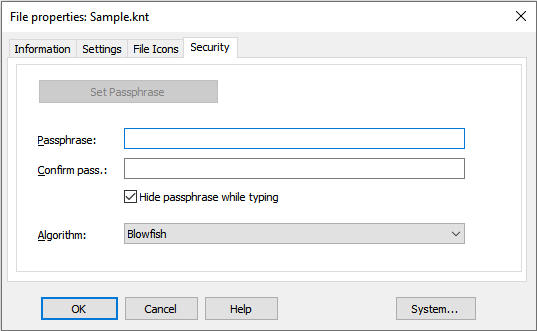 File properties: Sample.knt
Information Settings File Icons Security
Set Passphrase
Passphrase:
Confirm pass.:
Hide passphrase while typing
Algorithm: Blowfish
OK Cancel Help System...